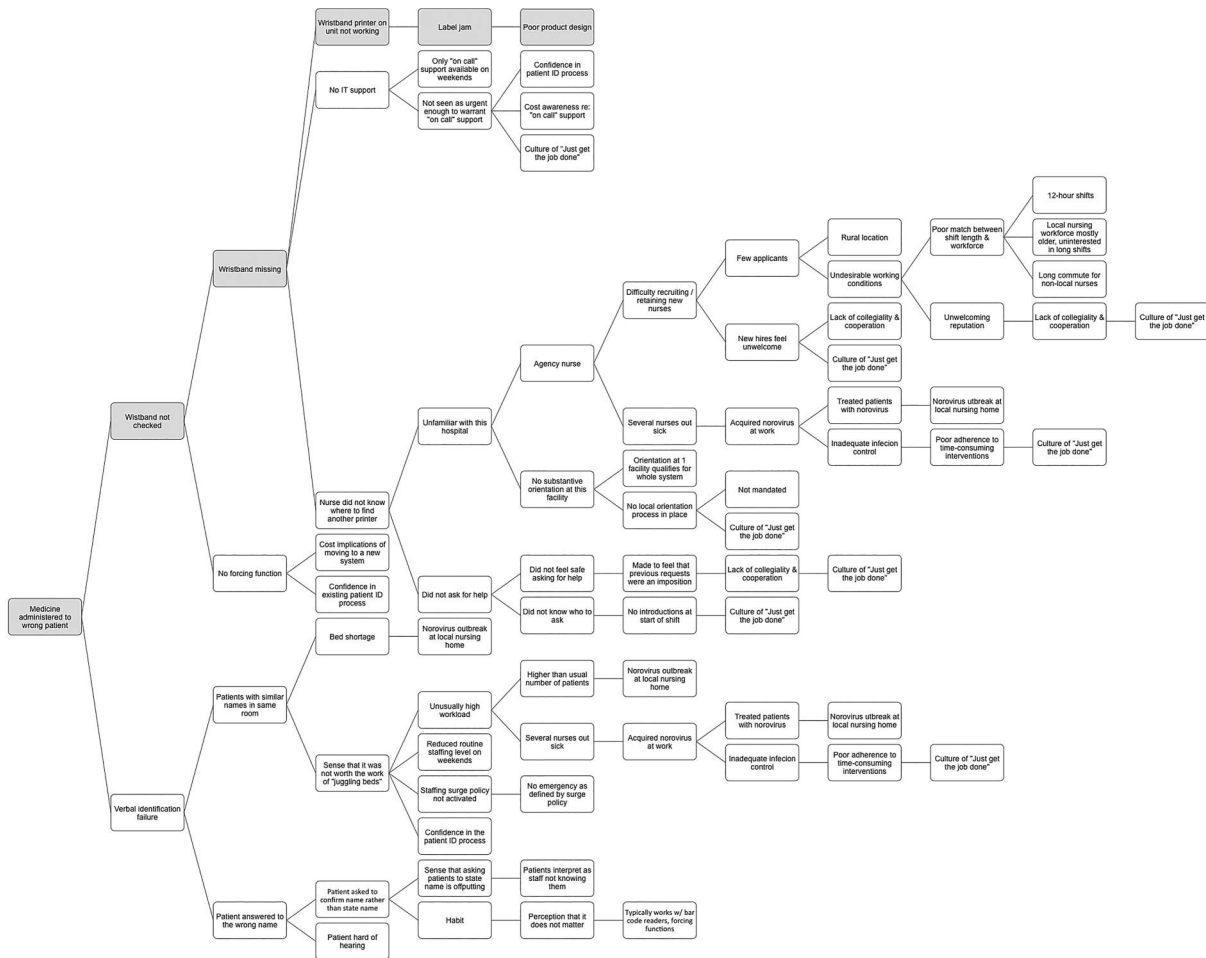 Wristband printer on
unit not working
Label jam
Poor product design
Only "on call"
support available on
weekends
No IT support
Not seen as urgent
enough to warrant
"on call" support
Confidence in
patient ID process
Cost awareness re:
"on call" support
Culture of "Just get
the job done"
Wristband missing
12-hour shifts
Local nursing
workforce mostly
older, uninterested
in long shifts
Long commute for
non-local nurses
Poor match between
shift length &
workforce
Rural location
Few applicants
Undesirable working
conditions
Difficulty recruiting /
retaining new
nurses
Unwelcoming
reputation
Lack of collegiality &
cooperation
Culture of "Just get
the job done"
Lack of collegiality &
cooperation
New hires feel
unwelcome
Culture of "Just get
the job done"
Agency nurse
Wistband not
checked
Unfamiliar with this
hospital
Several nurses out
sick
Acquired norovirus
at work
Treated patients
with norovirus
Norovirus utbreak at
local nursing home
Inadequate infecion
control
Poor adherence to
time-consuming
interventions
Culture of "Just get
the job done"
No substantive
orientation at this
facility
Orientation at 1
facility qualifies for
whole system
No local orientation
process in place
Not mandated
Culture of "Just get
the job done"
Nurse did not know
where to find
another printer
No forcing function
Cost implications of
moving to a new
system
Confidence in
existing patient ID
process
Did not ask for help
Did not feel safe
asking for help
Made to feel that
previous requests
were an imposition
Lack of collegiality &
cooperation
Culture of "Just get
the job done"
Did not know who to
ask
No introductions at
start of shift
Culture of "Just get
the job done"
Medicine
administered to
wrong patient
Bed shortage
Norovirus outbreak
at local nursing
home
Patients with similar
names in same
room
Unusually high
workload
Higher than usual
number of patients
Norovirus outbreak
at local nursing
home
Several nurses out
sick
Acquired norovirus
at work
Treated patients
with norovirus
Norovirus utbreak at
local nursing home
Inadequate infecion
control
Poor adherence to
time-consuming
interventions
Culture of "Just get
the job done"
Sense that it was
not worth the work
of "juggling beds"
Reduced routine
staffing level on
weekends
Staffing surge policy
not activated
No emergency as
defined by surge
policy
Confidence in the
patient ID process
Verbal identification
failure
Patient answered to
the wrong name
Patient asked to
confirm name rather
than state name
Sense that asking
patients to state
name is offputting
Patients interpret as
staff not knowing
them
Habit
Perception that it
does not matter
Typically works w/ bar
code readers, forcing
functions
Patient hard of
hearing